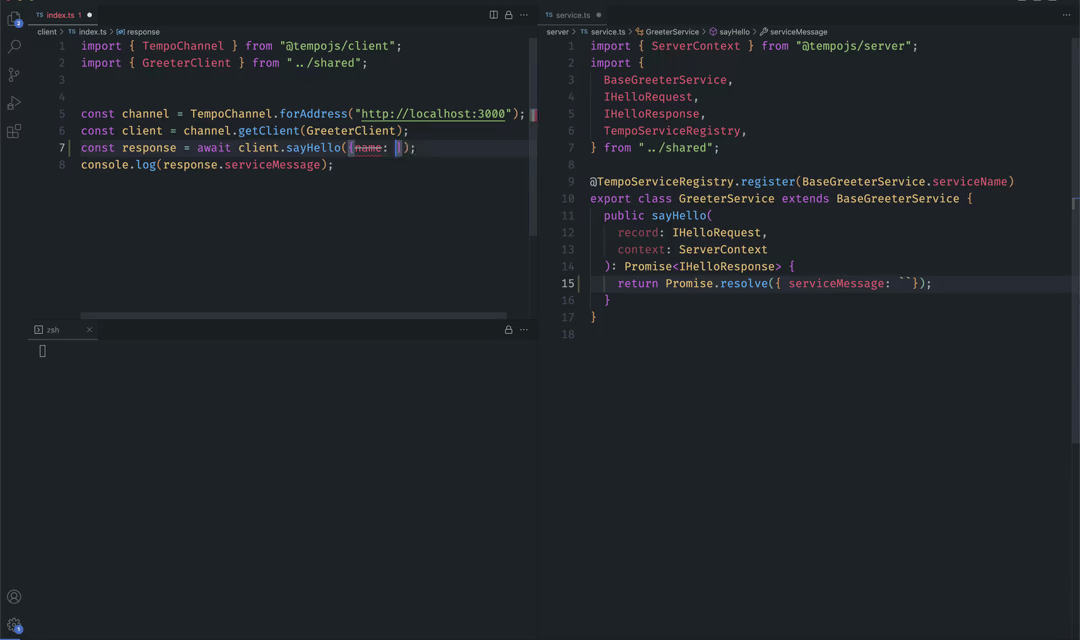 TS index.ts 1
client > TS index.ts > response
1 import { TempoChannel } from "@tempojs/client";
2 import { GreeterClient } from "../shared";
3
4
5 const channel = TempoChannel.forAddress("http://localhost:3000");
6 const client = channel.getClient(GreeterClient);
7 const response = await client.sayHello({name: });
8 console.log(response.serviceMessage);
zsh
TS service.ts
server > TS service.ts > GreeterService > sayHello > serviceMessage
1 import { ServerContext } from "@tempojs/server";
2 import {
3 BaseGreeterService,
4 IHelloRequest,
5 IHelloResponse,
6 TempoServiceRegistry,
7 } from "../shared";
8
9 @TempoServiceRegistry.register(BaseGreeterService.serviceName)
10 export class GreeterService extends BaseGreeterService {
11 public sayHello(
12 record: IHelloRequest,
13 context: ServerContext
14 ): Promise<IHelloResponse> {
15 return Promise.resolve({ serviceMessage: ``});
16 }
17 }
18